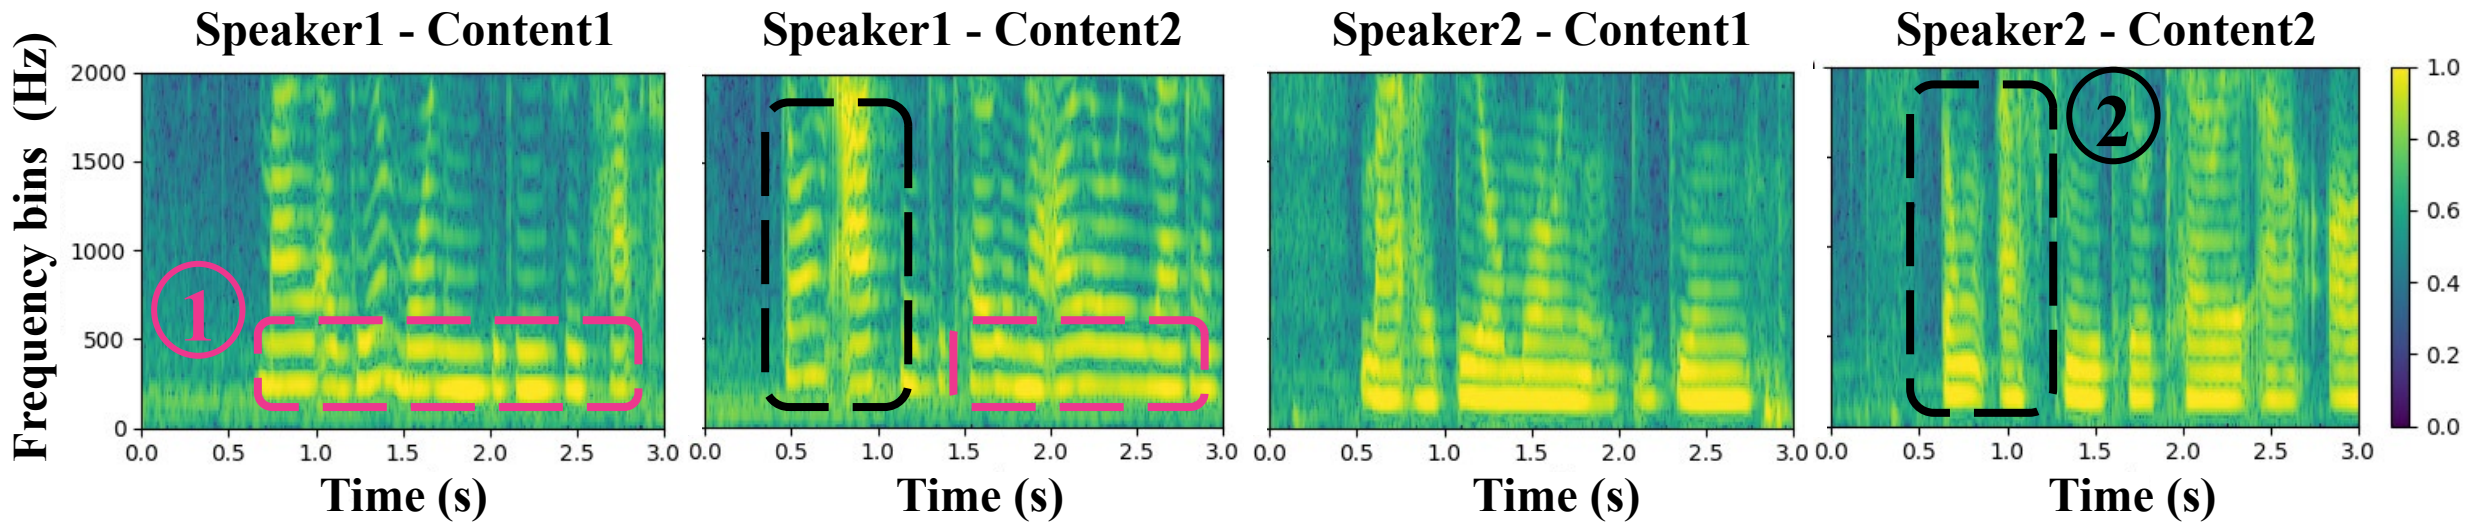 Speaker1 - Content1
Speaker1 - Content2
Speaker2 - Content1
Speaker2 - Content2
Frequency bins (Hz)
2000
1500
1000
500
0
1
2
1.0
0.8
0.6
0.4
0.2
0.0
0.0 0.5 1.0 1.5 2.0 2.5 3.0
0.0 0.5 1.0 1.5 2.0 2.5 3.0
0.0 0.5 1.0 1.5 2.0 2.5 3.0
0.0 0.5 1.0 1.5 2.0 2.5 3.0
Time (s)
Time (s)
Time (s)
Time (s)